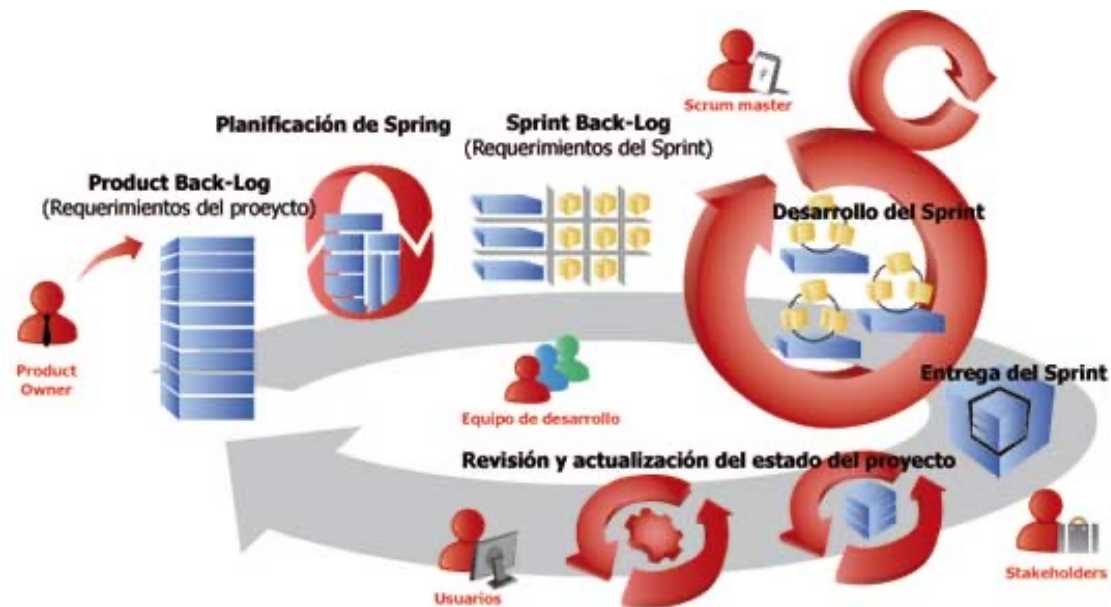 Scrum master
Planificación de Spring
Sprint Back-Log
(Requerimientos del Sprint)
Product Back-Log
(Requerimientos del proeycto)
Desarrollo del Sprint
Product
Owner
Entrega del Sprint
Equipo de desarrollo
Revisión y actualización del estado del proyecto
Stakeholders
Usuarios